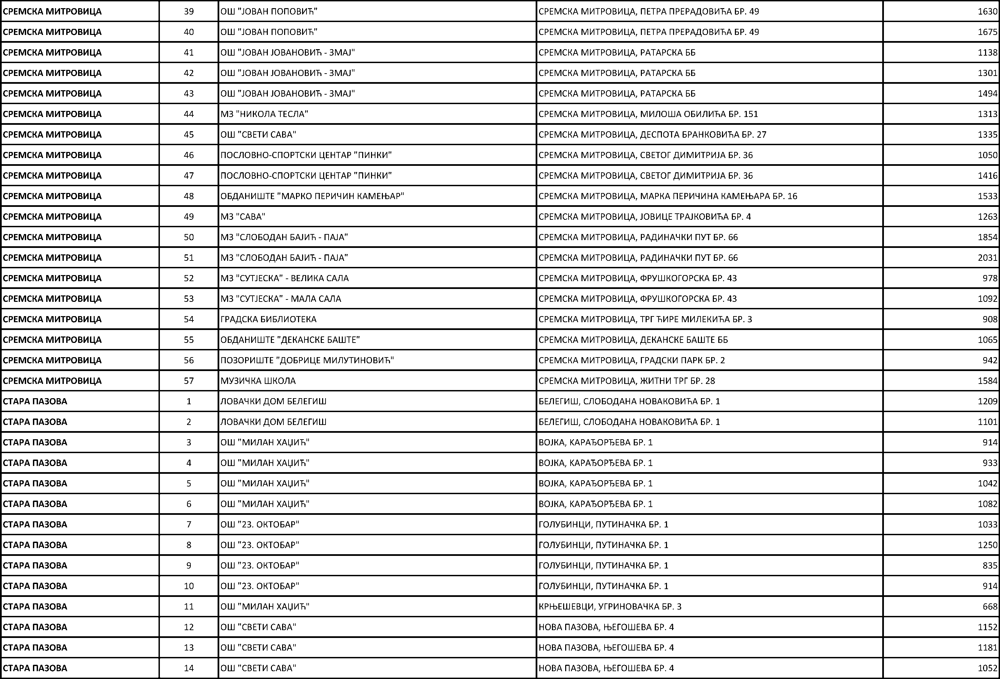 СРЕМСКА МИТРОВИЦА 39 ОШ "ЈОВАН ПОПОВИЋ" СРЕМСКА МИТРОВИЦА, ПЕТРА ПРЕРАДОВИЋА БР. 49 1630
СРЕМСКА МИТРОВИЦА 40 ОШ "ЈОВАН ПОПОВИЋ" СРЕМСКА МИТРОВИЦА, ПЕТРА ПРЕРАДОВИЋА БР. 49 1675
СРЕМСКА МИТРОВИЦА 41 ОШ "ЈОВАН ЈОВАНОВИЋ - ЗМАЈ" СРЕМСКА МИТРОВИЦА, РАТАРСКА ББ 1138
СРЕМСКА МИТРОВИЦА 42 ОШ "ЈОВАН ЈОВАНОВИЋ - ЗМАЈ" СРЕМСКА МИТРОВИЦА, РАТАРСКА ББ 1301
СРЕМСКА МИТРОВИЦА 43 ОШ "ЈОВАН ЈОВАНОВИЋ - ЗМАЈ" СРЕМСКА МИТРОВИЦА, РАТАРСКА ББ 1494
СРЕМСКА МИТРОВИЦА 44 МЗ "НИКОЛА ТЕСЛА" СРЕМСКА МИТРОВИЦА, МИЛОША ОБИЛИЋА БР. 151 1313
СРЕМСКА МИТРОВИЦА 45 ОШ "СВЕТИ САВА" СРЕМСКА МИТРОВИЦА, ДЕСПОТА БРАНКОВИЋА БР. 27 1335
СРЕМСКА МИТРОВИЦА 46 ПОСЛОВНО-СПОРТСКИ ЦЕНТАР "ПИНКИ" СРЕМСКА МИТРОВИЦА, СВЕТОГ ДИМИТРИЈА БР. 36 1050
СРЕМСКА МИТРОВИЦА 47 ПОСЛОВНО-СПОРТСКИ ЦЕНТАР "ПИНКИ" СРЕМСКА МИТРОВИЦА, СВЕТОГ ДИМИТРИЈА БР. 36 1416
СРЕМСКА МИТРОВИЦА 48 ОБДАНИШТЕ "МАРКО ПЕРИЧИН КАМЕЊАР" СРЕМСКА МИТРОВИЦА, МАРКА ПЕРИЧИНА КАМЕЊАРА БР. 16 1533
СРЕМСКА МИТРОВИЦА 49 МЗ "САВА" СРЕМСКА МИТРОВИЦА, ЈОВИЦЕ ТРАЈКОВИЋА БР. 4 1263
СРЕМСКА МИТРОВИЦА 50 МЗ "СЛОБОДАН БАЈИЋ - ПАЈА" СРЕМСКА МИТРОВИЦА, РАДИНАЧКИ ПУТ БР. 66 1854
СРЕМСКА МИТРОВИЦА 51 МЗ "СЛОБОДАН БАЈИЋ - ПАЈА" СРЕМСКА МИТРОВИЦА, РАДИНАЧКИ ПУТ БР. 66 2031
СРЕМСКА МИТРОВИЦА 52 МЗ "СУТЈЕСКА" - ВЕЛИКА САЛА СРЕМСКА МИТРОВИЦА, ФРУШКОГОРСКА БР. 43 978
СРЕМСКА МИТРОВИЦА 53 МЗ "СУТЈЕСКА" - МАЛА САЛА СРЕМСКА МИТРОВИЦА, ФРУШКОГОРСКА БР. 43 1092
СРЕМСКА МИТРОВИЦА 54 ГРАДСКА БИБЛИОТЕКА СРЕМСКА МИТРОВИЦА, ТРГ ЋИРЕ МИЛЕКИЋА БР. 3 908
СРЕМСКА МИТРОВИЦА 55 ОБДАНИШТЕ "ДЕКАНСКЕ БАШТЕ" СРЕМСКА МИТРОВИЦА, ДЕКАНСКЕ БАШТЕ ББ 1065
СРЕМСКА МИТРОВИЦА 56 ПОЗОРИШТЕ "ДОБРИЦЕ МИЛУТИНОВИЋ" СРЕМСКА МИТРОВИЦА, ГРАДСКИ ПАРК БР. 2 942
СРЕМСКА МИТРОВИЦА 57 МУЗИЧКА ШКОЛА СРЕМСКА МИТРОВИЦА, ЖИТНИ ТРГ БР. 28 1584
СТАРА ПАЗОВА 1 ЛОВАЧКИ ДОМ БЕЛЕГИШ БЕЛЕГИШ, СЛОБОДАНА НОВАКОВИЋА БР. 1 1209
СТАРА ПАЗОВА 2 ЛОВАЧКИ ДОМ БЕЛЕГИШ БЕЛЕГИШ, СЛОБОДАНА НОВАКОВИЋА БР. 1 1101
СТАРА ПАЗОВА 3 ОШ "МИЛАН ХАЏИЋ" ВОЈКА, КАРАЂОРЂЕВА БР. 1 914
СТАРА ПАЗОВА 4 ОШ "МИЛАН ХАЏИЋ" ВОЈКА, КАРАЂОРЂЕВА БР. 1 933
СТАРА ПАЗОВА 5 ОШ "МИЛАН ХАЏИЋ" ВОЈКА, КАРАЂОРЂЕВА БР. 1 1042
СТАРА ПАЗОВА 6 ОШ "МИЛАН ХАЏИЋ" ВОЈКА, КАРАЂОРЂЕВА БР. 1 1082
СТАРА ПАЗОВА 7 ОШ "23. ОКТОБАР" ГОЛУБИНЦИ, ПУТИНАЧКА БР. 1 1033
СТАРА ПАЗОВА 8 ОШ "23. ОКТОБАР" ГОЛУБИНЦИ, ПУТИНАЧКА БР. 1 1250
СТАРА ПАЗОВА 9 ОШ "23. ОКТОБАР" ГОЛУБИНЦИ, ПУТИНАЧКА БР. 1 835
СТАРА ПАЗОВА 10 ОШ "23. ОКТОБАР" ГОЛУБИНЦИ, ПУТИНАЧКА БР. 1 914
СТАРА ПАЗОВА 11 ОШ "МИЛАН ХАЏИЋ" КРЊЕШЕВЦИ, УГРИНОВАЧКА БР. 3 668
СТАРА ПАЗОВА 12 ОШ "СВЕТИ САВА" НОВА ПАЗОВА, ЊЕГОШЕВА БР. 4 1152
СТАРА ПАЗОВА 13 ОШ "СВЕТИ САВА" НОВА ПАЗОВА, ЊЕГОШЕВА БР. 4 1181
СТАРА ПАЗОВА 14 ОШ "СВЕТИ САВА" НОВА ПАЗОВА, ЊЕГОШЕВА БР. 4 1052